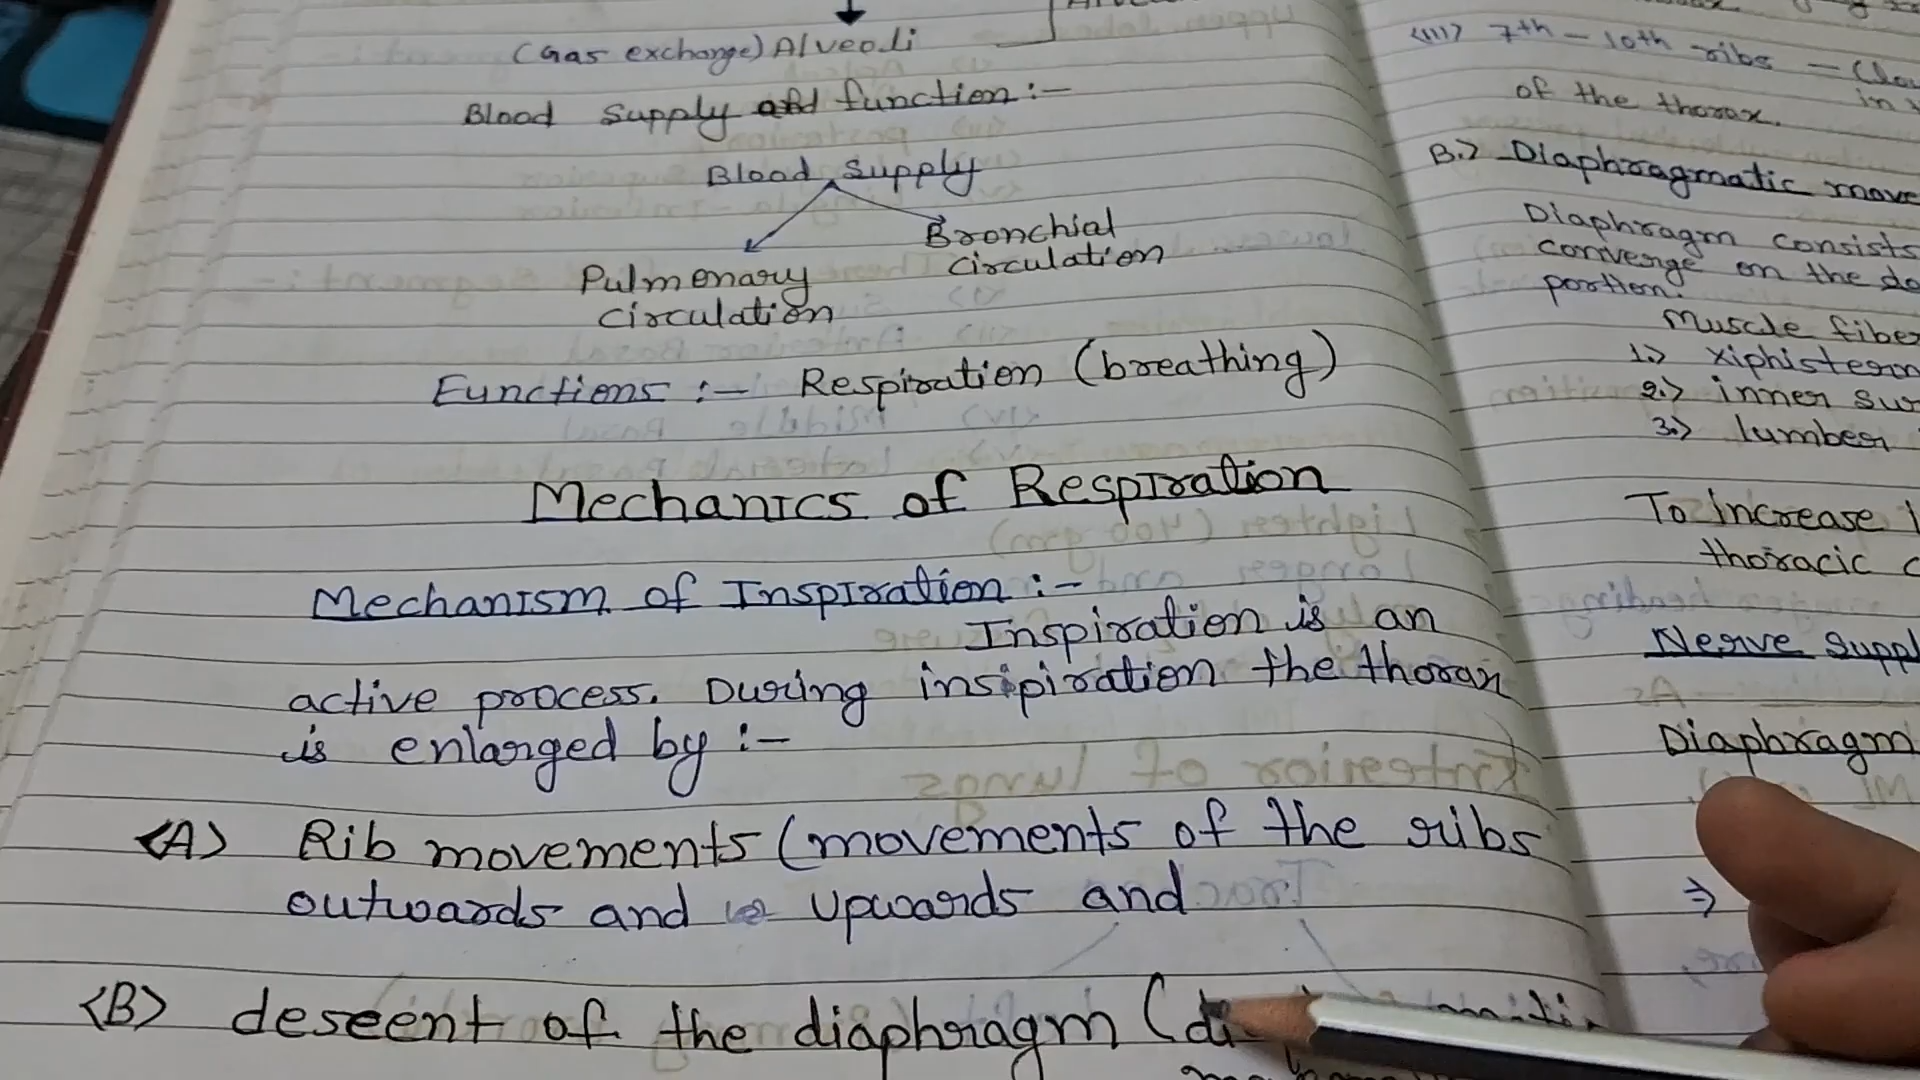 (Gas exchange) Alveoli
Blood Supply and function :-
Blood Supply
Bronchial
circulation
Pulmonary
circulation
Functions :- Respiration (breathing)
Mechanics of Respiration
Mechanism of Inspiration :-
Inspiration is an
active process. During insipiration the thorax
is enlarged by :-
<A> Rib movements (movements of the ribs
outwards and upwards and
<B> deseent of the diaphragm (
<III> 7th - 10th ribs -
of the thorax.
B.> Diaphragmatic move
Diaphragm consists
converge on the
portion.
Muscle fiber
1.> xiphistern
2.> inner sur
3.> lumber
To increase
thoracic c
Nerve Suppl
Diaphragm
⇒